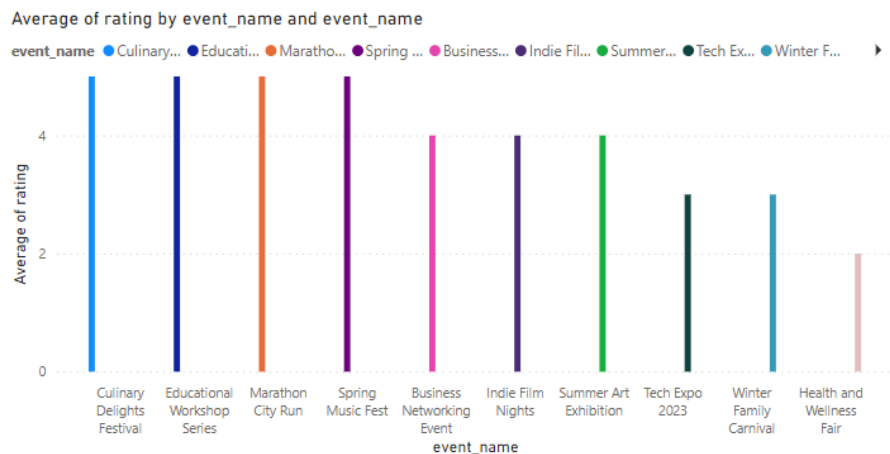 Average of rating by event_name and event_name
event_name Culinary... Educati... Maratho... Spring ... Business... Indie Fil... Summer... Tech Ex... Winter F...
Average of rating
4
2
0
Culinary Delights Festival
Educational Workshop Series
Marathon City Run
Spring Music Fest
Business Networking Event
Indie Film Nights
Summer Art Exhibition
Tech Expo 2023
Winter Family Carnival
Health and Wellness Fair
event_name